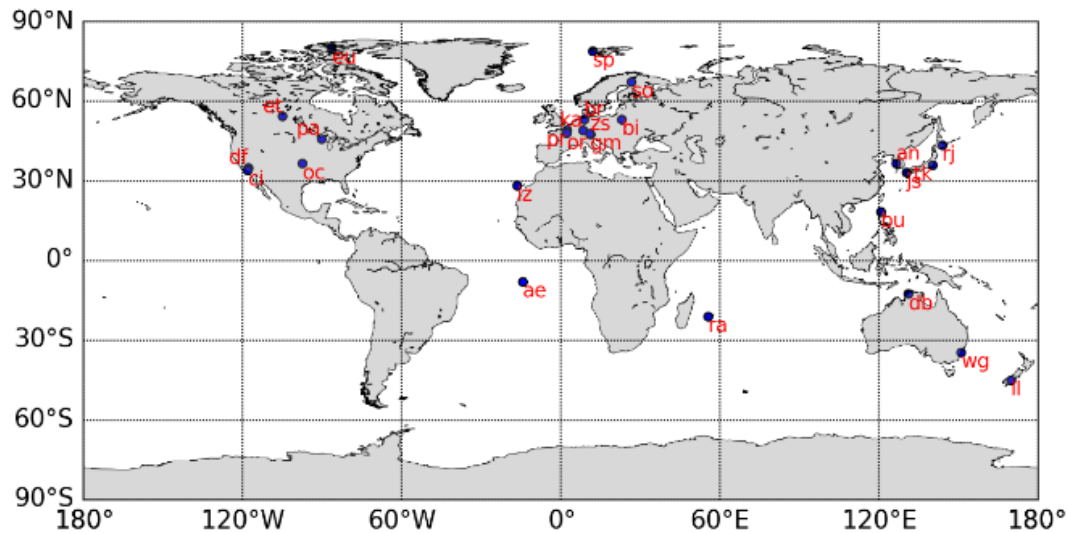 90°N
eu
sp
so
60°N
et
br
ka
zs
bi
pa
pr
or
gm
df
ci
oc
an
rj
tk
js
30°N
iz
bu
0°
ae
db
ra
30°S
wg
ll
60°S
90°S
180°
120°W
60°W
0°
60°E
120°E
180°